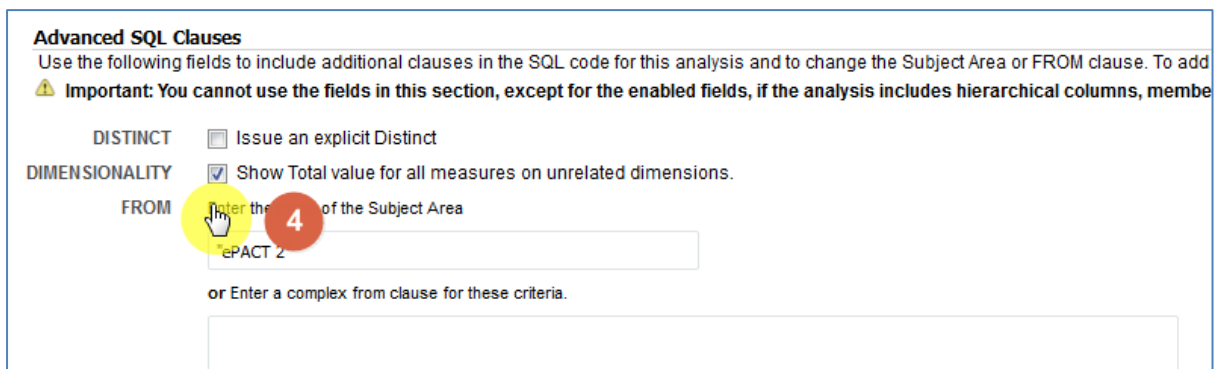 Advanced SQL Clauses
Use the following fields to include additional clauses in the SQL code for this analysis and to change the Subject Area or FROM clause. To add
Important: You cannot use the fields in this section, except for the enabled fields, if the analysis includes hierarchical columns, membe
DISTINCT Issue an explicit Distinct
DIMENSIONALITY Show Total value for all measures on unrelated dimensions.
FROM Enter the 4 of the Subject Area
"ePACT 2"
or Enter a complex from clause for these criteria.